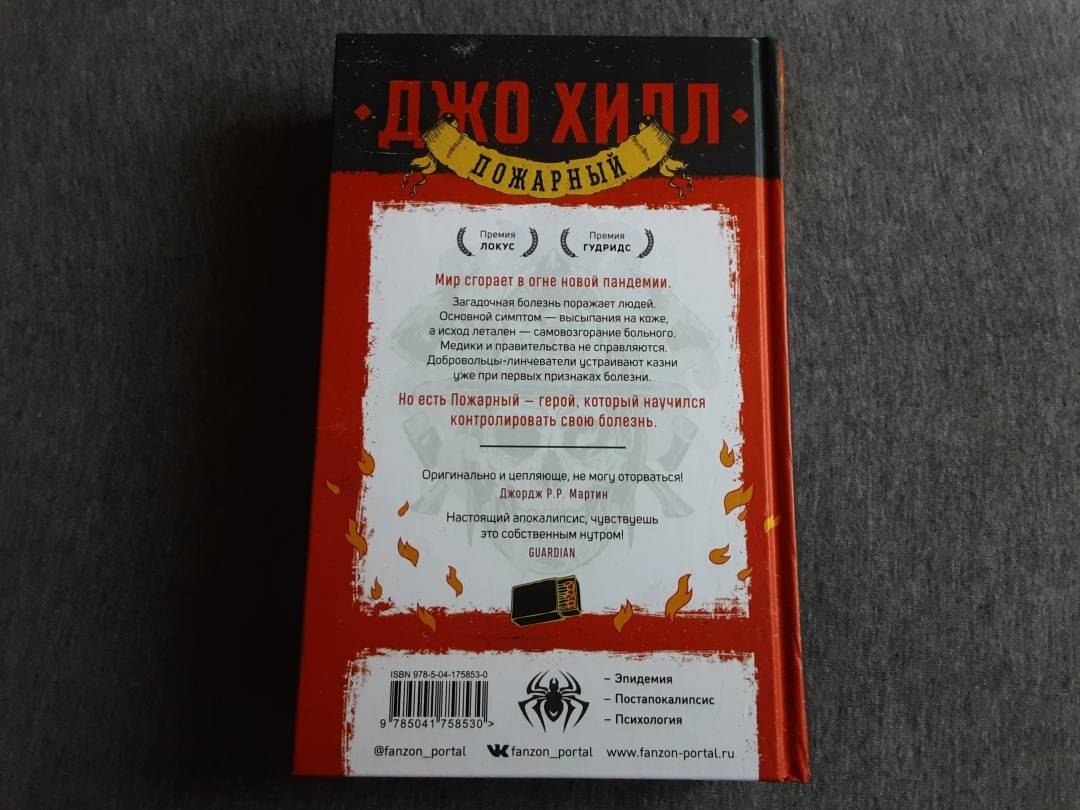 ДЖО ХИЛЛ
ПОЖАРНЫЙ
Премия
ЛОКУС
Премия
ГУДРИДС
Мир сгорает в огне новой пандемии.
Загадочная болезнь поражает людей.
Основной симптом — высыпания на коже,
а исход летален — самовозгорание больного.
Медики и правительства не справляются.
Добровольцы-линчеватели устраивают казни
уже при первых признаках болезни.
Но есть Пожарный — герой, который научился
контролировать свою болезнь.
Оригинально и цепляюще, не могу оторваться!
Джордж Р.Р. Мартин
Настоящий апокалипсис, чувствуешь
это собственным нутром!
GUARDIAN
ISBN 978-5-04-175853-0
9 785041 758530 >
– Эпидемия
– Постапокалипсис
– Психология
@fanzon_portal
fanzon_portal
www.fanzon-portal.ru